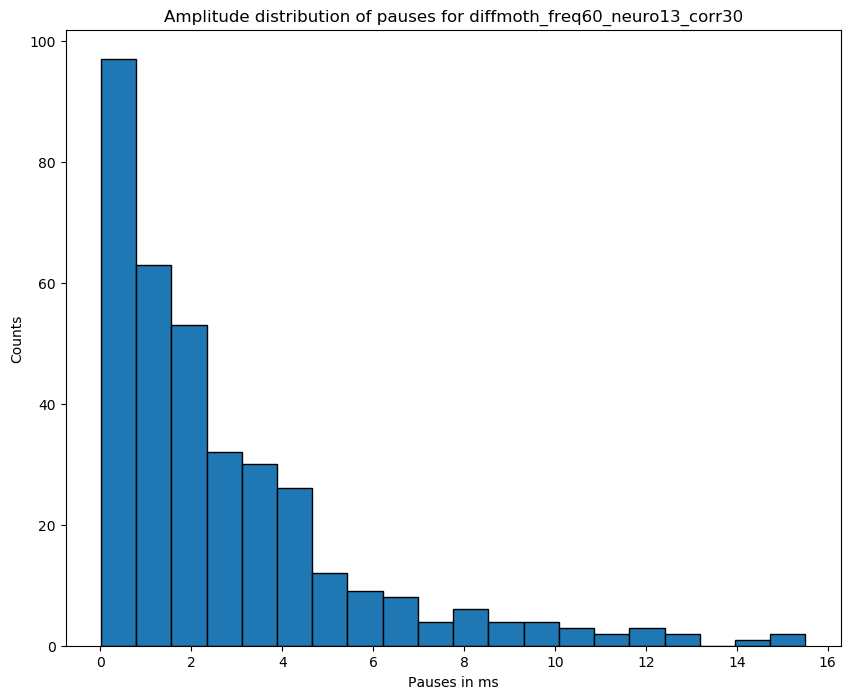 Amplitude distribution of pauses for diffmoth_freq60_neuro13_corr30
100
80
60
40
20
0
Counts
0 2 4 6 8 10 12 14 16
Pauses in ms